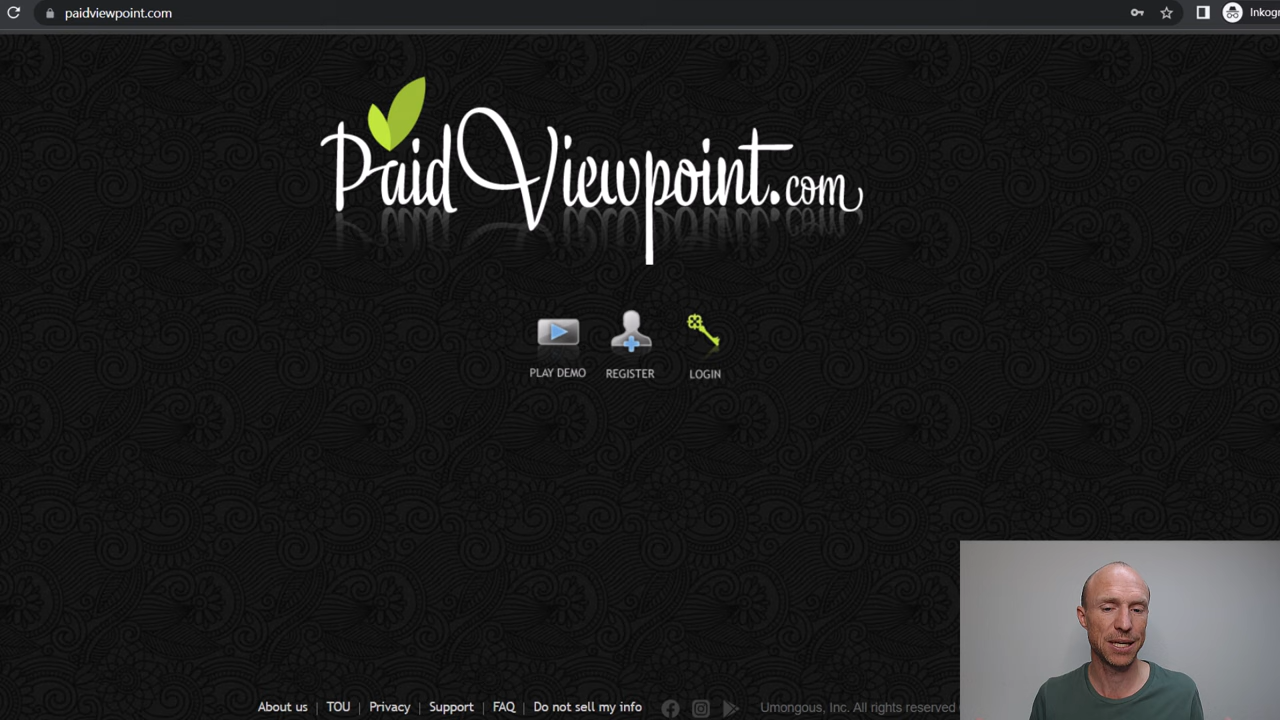 paidviewpoint.com
Inkogn
PaidViewpoint.com
PLAY DEMO REGISTER LOGIN
About us | TOU | Privacy | Support | FAQ | Do not sell my info
Umongous, Inc. All rights reserved